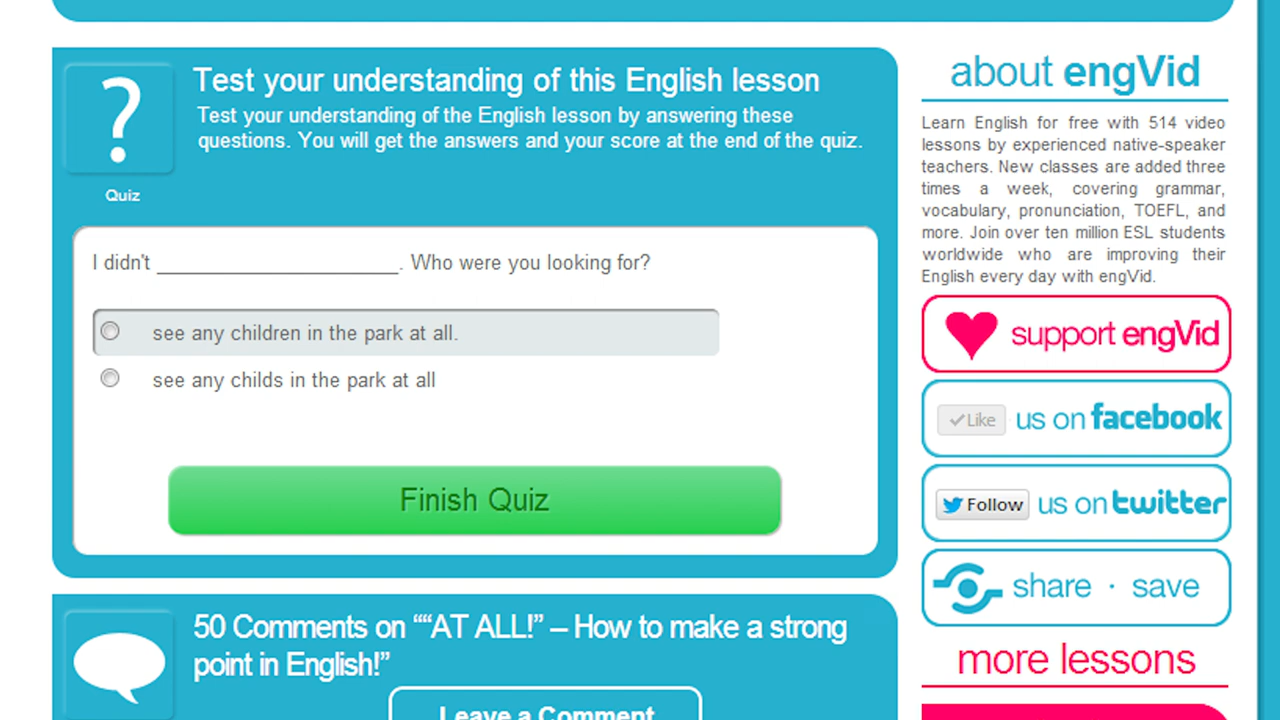 ?
Quiz
Test your understanding of this English lesson
Test your understanding of the English lesson by answering these
questions. You will get the answers and your score at the end of the quiz.
I didn't ______________________. Who were you looking for?
see any children in the park at all.
see any childs in the park at all
Finish Quiz
50 Comments on ““AT ALL!” – How to make a strong
point in English!”
Leave a Comment
about engVid
Learn English for free with 514 video
lessons by experienced native-speaker
teachers. New classes are added three
times a week, covering grammar,
vocabulary, pronunciation, TOEFL, and
more. Join over ten million ESL students
worldwide who are improving their
English every day with engVid.
support engVid
Like us on facebook
Follow us on twitter
share · save
more lessons